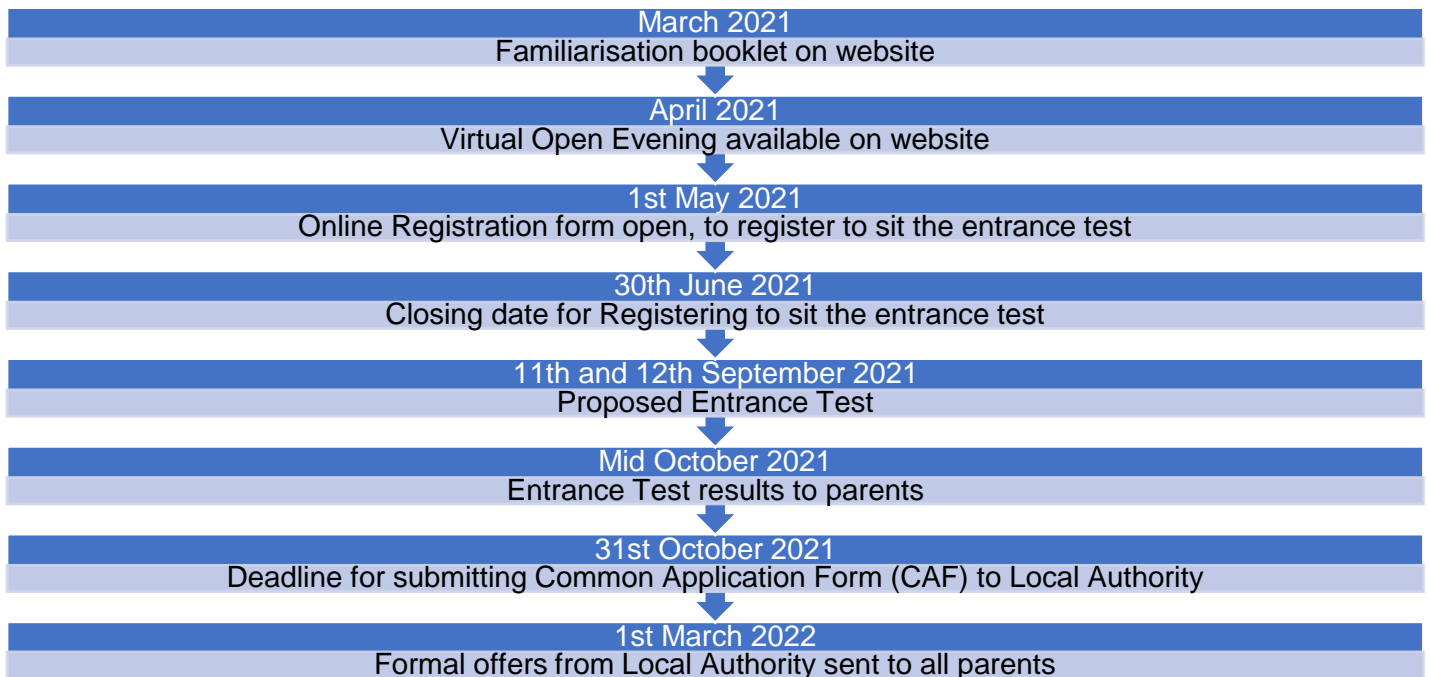 March 2021
Familiarisation booklet on website
April 2021
Virtual Open Evening available on website
1st May 2021
Online Registration form open, to register to sit the entrance test
30th June 2021
Closing date for Registering to sit the entrance test
11th and 12th September 2021
Proposed Entrance Test
Mid October 2021
Entrance Test results to parents
31st October 2021
Deadline for submitting Common Application Form (CAF) to Local Authority
1st March 2022
Formal offers from Local Authority sent to all parents